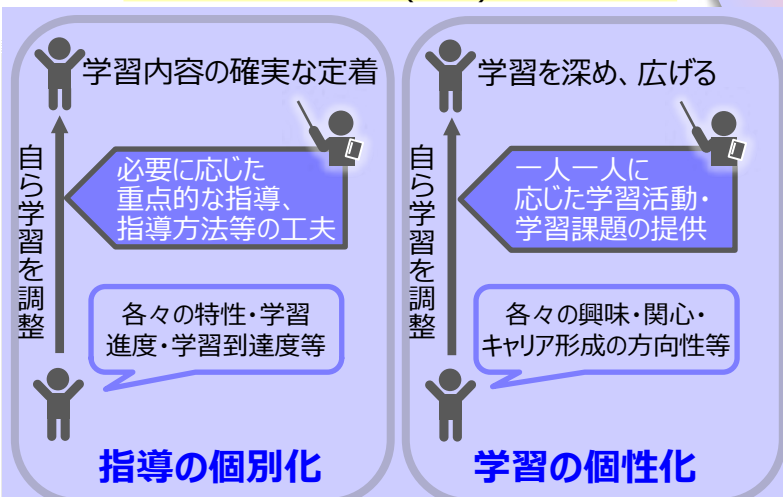 学習内容の確実な定着
自ら学習を調整
必要に応じた
重点的な指導、
指導方法等の工夫
各々の特性・学習
進度・学習到達度等
指導の個別化
学習を深め、広げる
自ら学習を調整
一人一人に
応じた学習活動・
学習課題の提供
各々の興味・関心・
キャリア形成の方向性等
学習の個性化